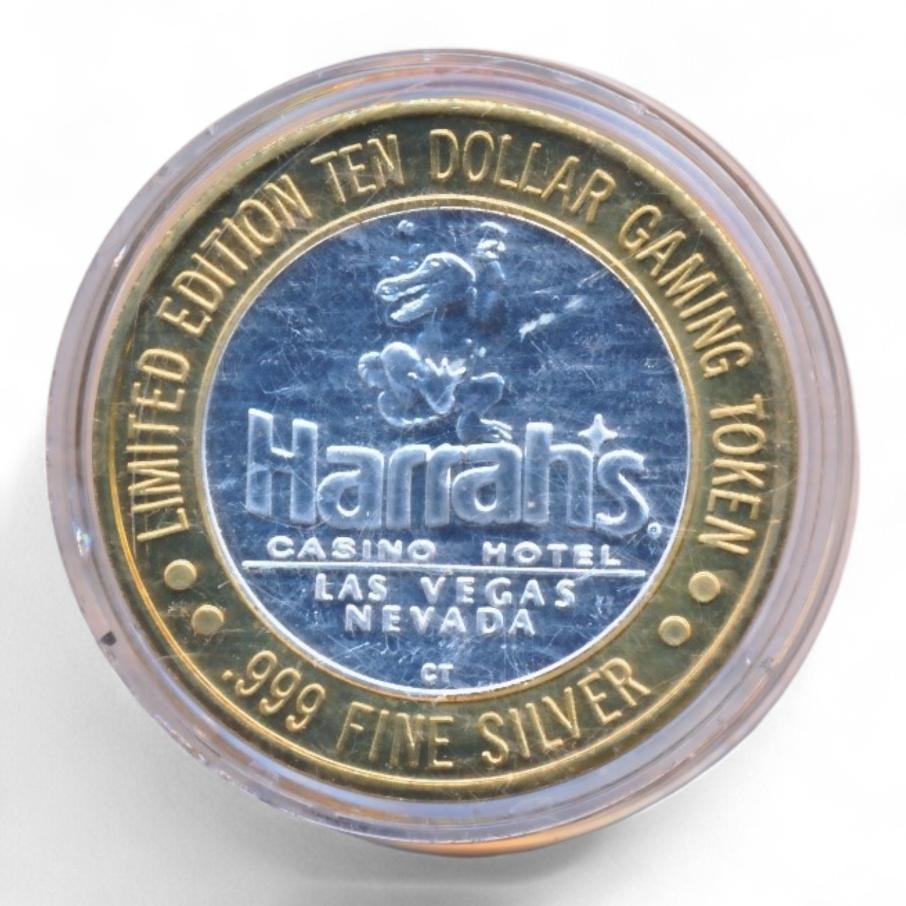 LIMITED EDITION TEN DOLLAR GAMING TOKEN
Harrah's.
CASINO HOTEL
LAS VEGAS
NEVADA
CT
.999 FINE SILVER